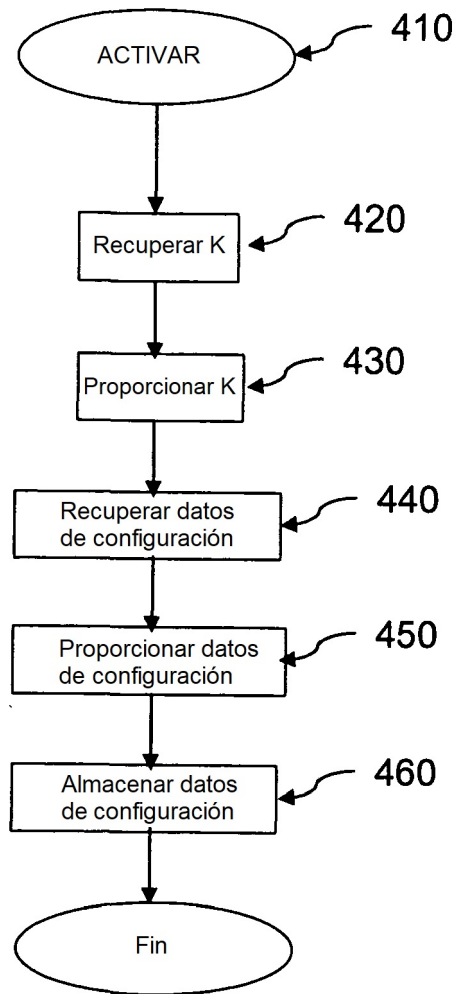 ACTIVAR
410
Recuperar K
420
Proporcionar K
430
Recuperar datos
de configuración
440
Proporcionar datos
de configuración
450
Almacenar datos
de configuración
460
Fin